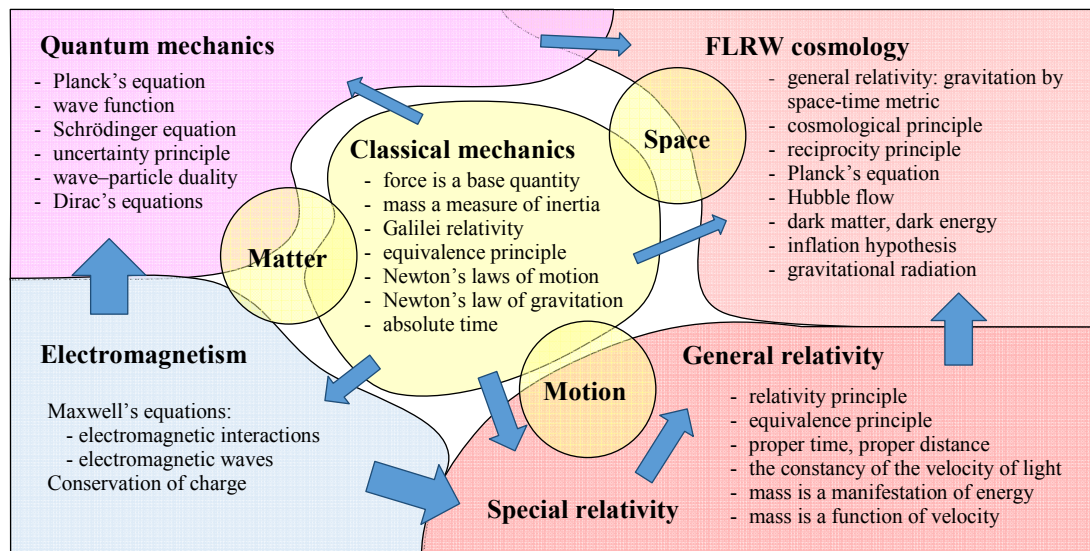 Quantum mechanics
- Planck's equation
- wave function
- Schrödinger equation
- uncertainty principle
- wave–particle duality
- Dirac's equations
FLRW cosmology
- general relativity: gravitation by
space-time metric
- cosmological principle
- reciprocity principle
- Planck's equation
- Hubble flow
- dark matter, dark energy
- inflation hypothesis
- gravitational radiation
Space
Classical mechanics
- force is a base quantity
- mass a measure of inertia
- Galilei relativity
- equivalence principle
- Newton's laws of motion
- Newton's law of gravitation
- absolute time
Matter
Motion
Electromagnetism
Maxwell's equations:
- electromagnetic interactions
- electromagnetic waves
Conservation of charge
General relativity
- relativity principle
- equivalence principle
- proper time, proper distance
- the constancy of the velocity of light
- mass is a manifestation of energy
- mass is a function of velocity
Special relativity